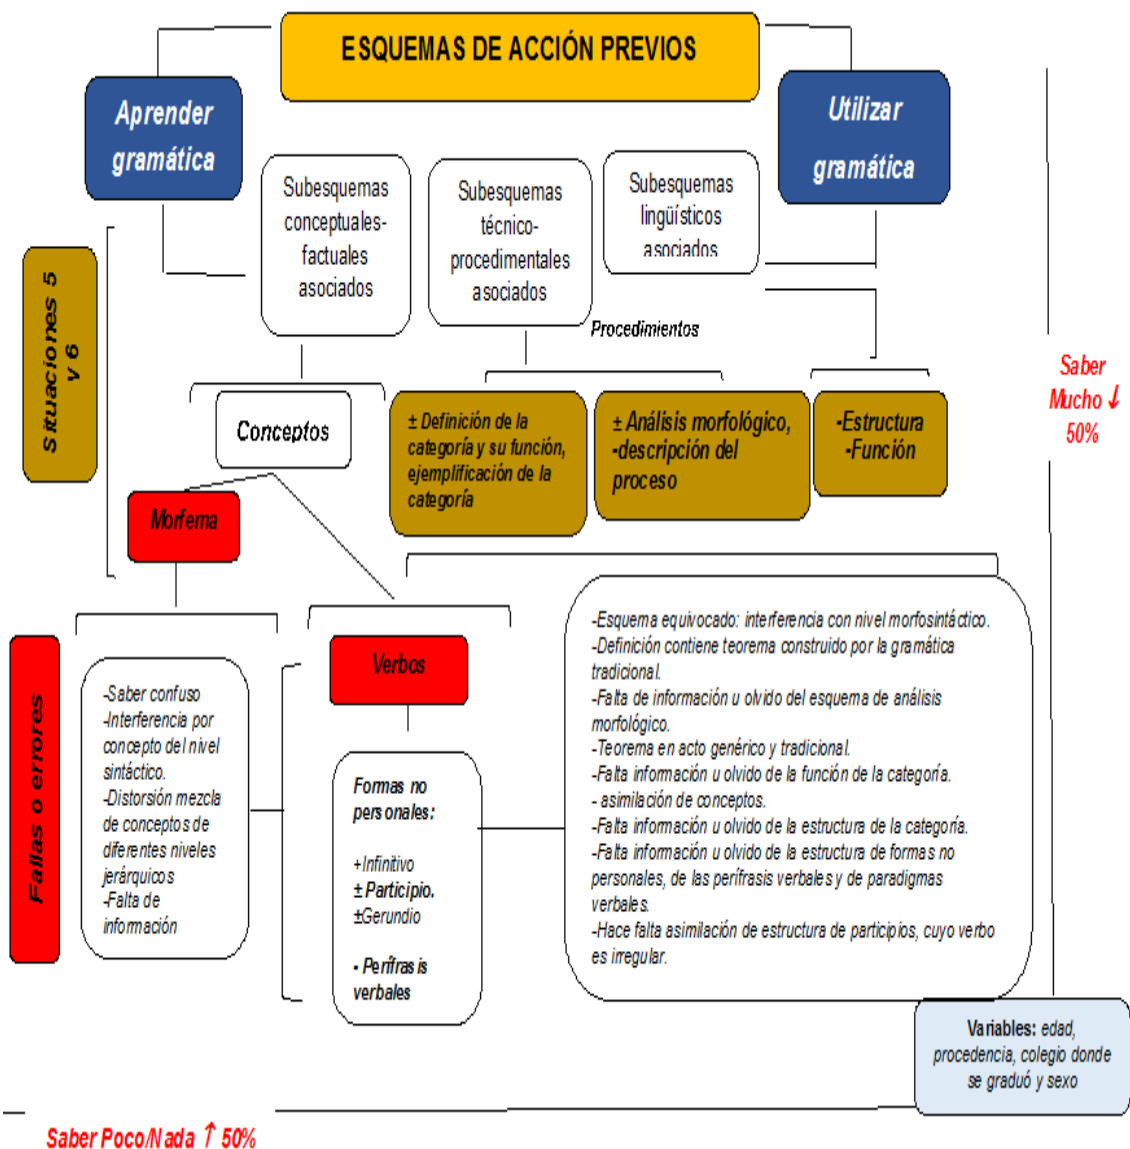 ESQUEMAS DE ACCIÓN PREVIOS
Aprender
gramática
Utilizar
gramática
Subesquemas
conceptuales-
factuales
asociados
Subesquemas
técnico-
procedimentales
asociados
Subesquemas
lingüísticos
asociados
Procedimientos
Situaciones 5
y 6
Saber
Mucho ↓
50%
Conceptos
± Definición de la
categoría y su función,
ejemplificación de la
categoría
± Análisis morfológico,
-descripción del
proceso
-Estructura
-Función
Morfema
Verbos
Fallas o errores
-Saber confuso
-Interferencia por
concepto del nivel
sintáctico.
-Distorsión mezcla
de conceptos de
diferentes niveles
jerárquicos
-Falta de
información
Formas no
personales:
+Infinitivo
± Participio.
±Gerundio
- Perífrasis
verbales
-Esquema equivocado: interferencia con nivel morfosintáctico.
-Definición contiene teorema construido por la gramática
tradicional.
-Falta de información u olvido del esquema de análisis
morfológico.
-Teorema en acto genérico y tradicional.
-Falta información u olvido de la función de la categoría.
- asimilación de conceptos.
-Falta información u olvido de la estructura de la categoría.
-Falta información u olvido de la estructura de formas no
personales, de las perífrasis verbales y de paradigmas
verbales.
-Hace falta asimilación de estructura de participios, cuyo verbo
es irregular.
Variables: edad,
procedencia, colegio donde
se graduó y sexo
Saber Poco/Nada ↑ 50%